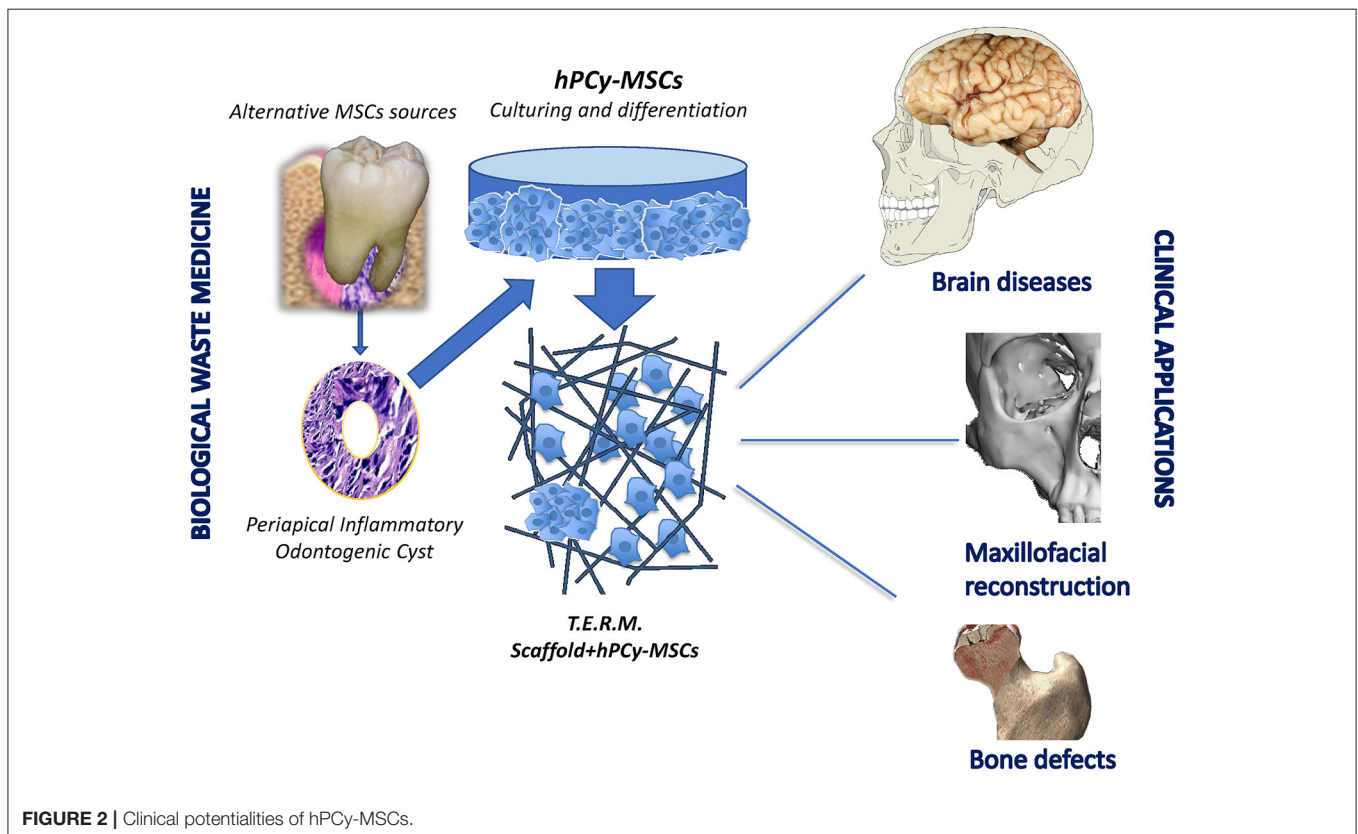 BIOLOGICAL WASTE MEDICINE
Alternative MSCs sources
Periapical Inflammatory
Odontogenic Cyst
hPCy-MSCs
Culturing and differentiation
T.E.R.M.
Scaffold+hPCy-MSCs
Brain diseases
Maxillofacial
reconstruction
Bone defects
CLINICAL APPLICATIONS
FIGURE 2 | Clinical potentialities of hPCy-MSCs.